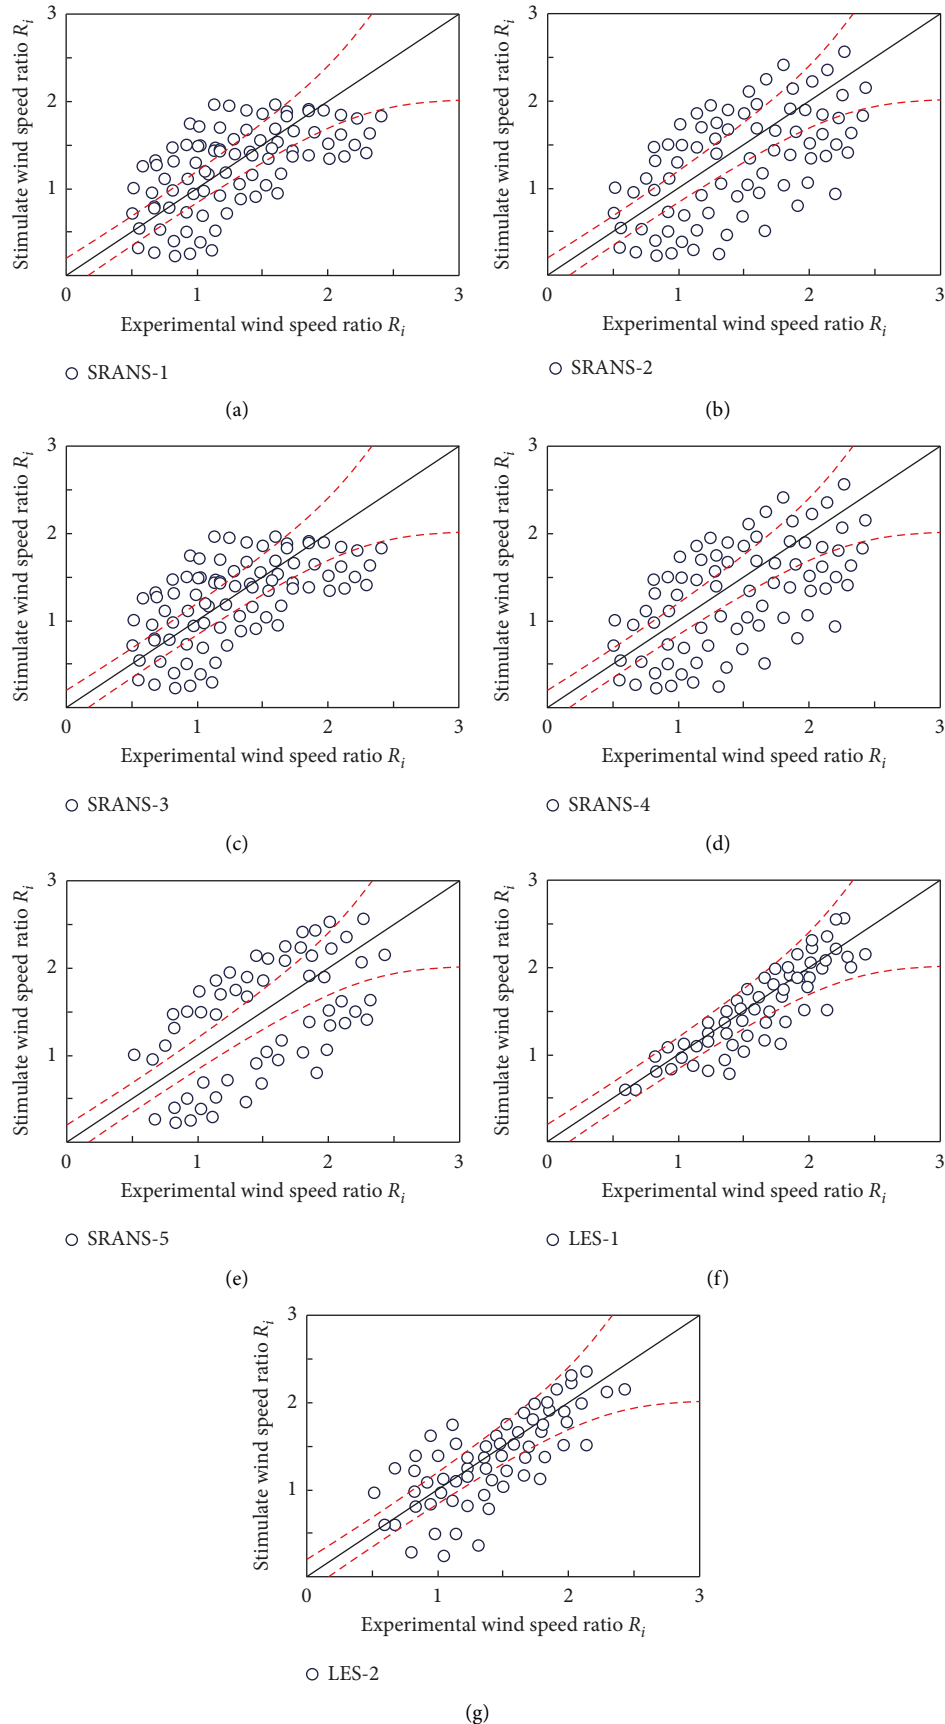 Stimulate wind speed ratio Ri
3
2
1
0
1
2
3
Experimental wind speed ratio Ri
SRANS-1
(a)
Stimulate wind speed ratio Ri
3
2
1
0
1
2
3
Experimental wind speed ratio Ri
SRANS-2
(b)
Stimulate wind speed ratio Ri
3
2
1
0
1
2
3
Experimental wind speed ratio Ri
SRANS-3
(c)
Stimulate wind speed ratio Ri
3
2
1
0
1
2
3
Experimental wind speed ratio Ri
SRANS-4
(d)
Stimulate wind speed ratio Ri
3
2
1
0
1
2
3
Experimental wind speed ratio Ri
SRANS-5
(e)
Stimulate wind speed ratio Ri
3
2
1
0
1
2
3
Experimental wind speed ratio Ri
LES-1
(f)
Stimulate wind speed ratio Ri
3
2
1
0
1
2
3
Experimental wind speed ratio Ri
LES-2
(g)